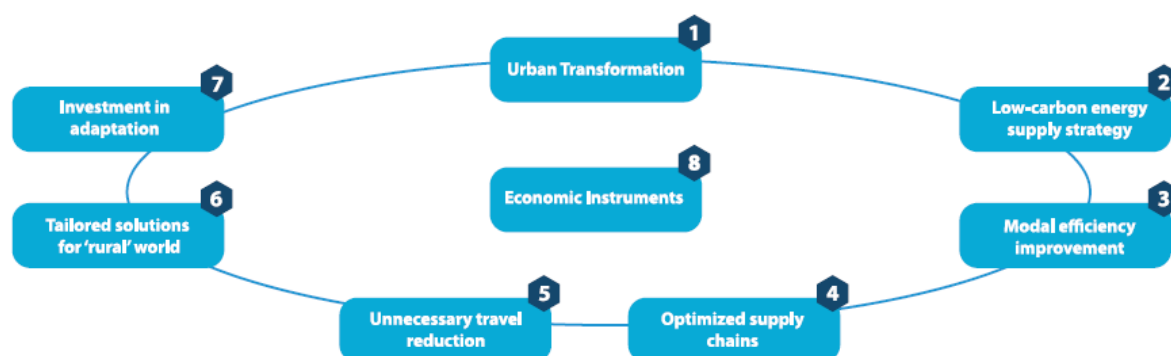 1
Urban Transformation
2
Low-carbon energy
supply strategy
3
Modal efficiency
improvement
4
Optimized supply
chains
5
Unnecessary travel
reduction
6
Tailored solutions
for ‘rural’ world
7
Investment in
adaptation
8
Economic Instruments